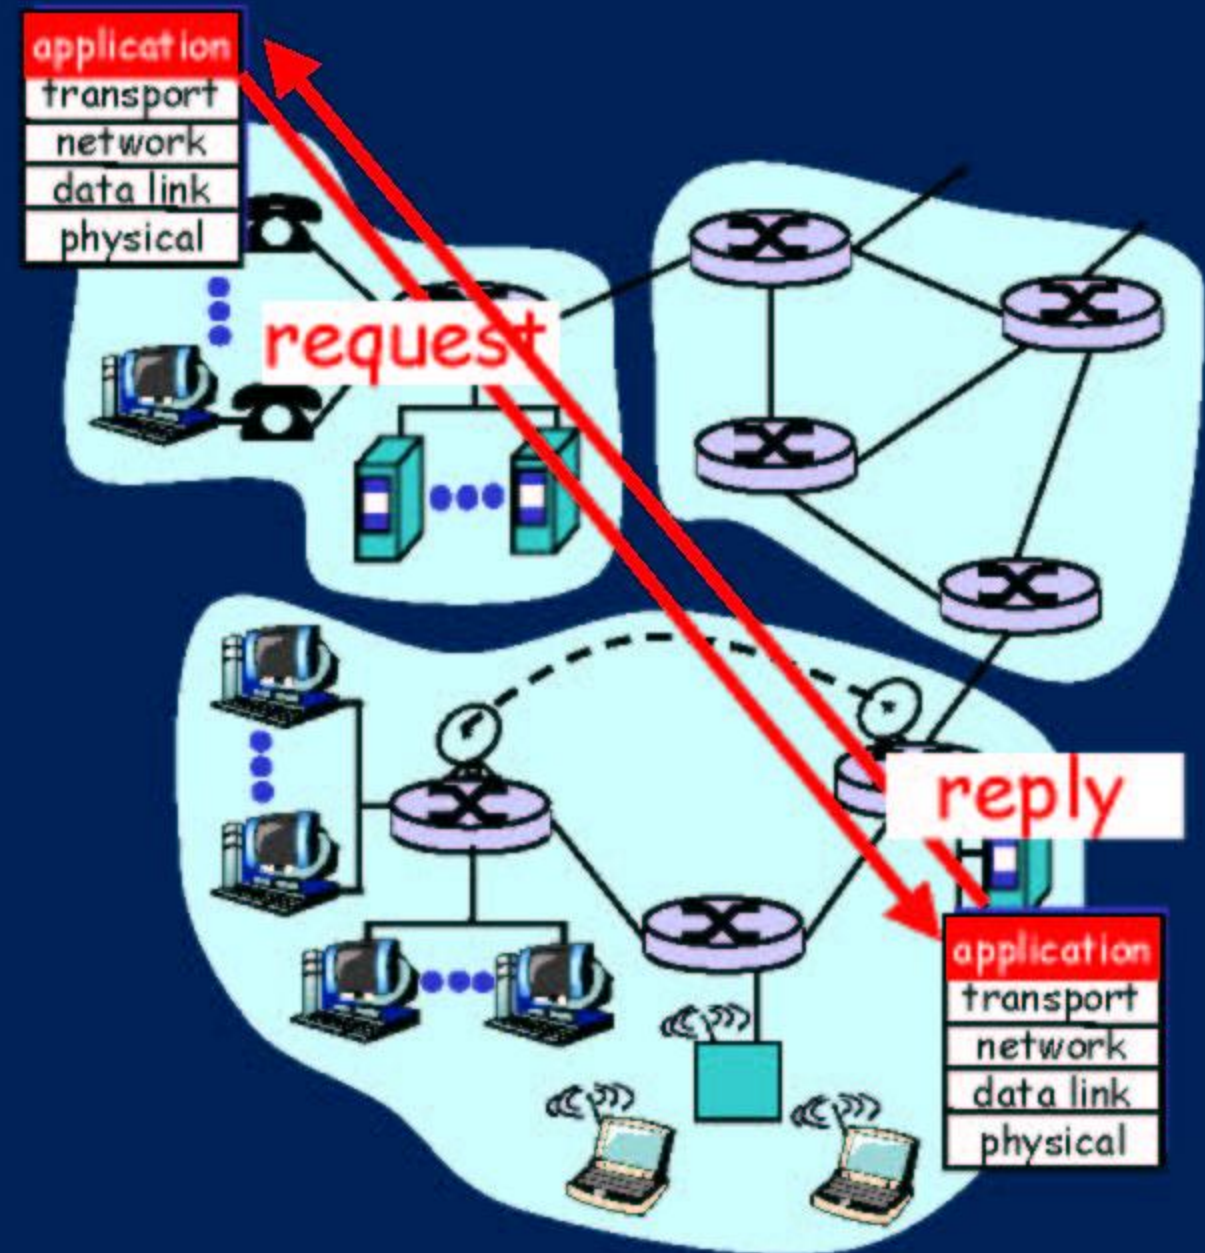 application
transport
network
data link
physical
request
reply
application
transport
network
data link
physical